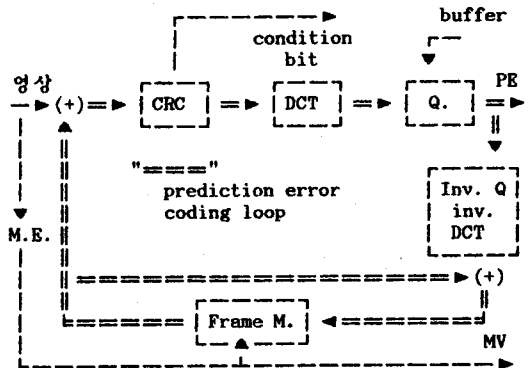 buffer
condition
bit
영상
PE
(+)
CRC
DCT
Q.
"===="
prediction error
coding loop
Inv. Q
inv.
DCT
M.E.
(+)
Frame M.
MV